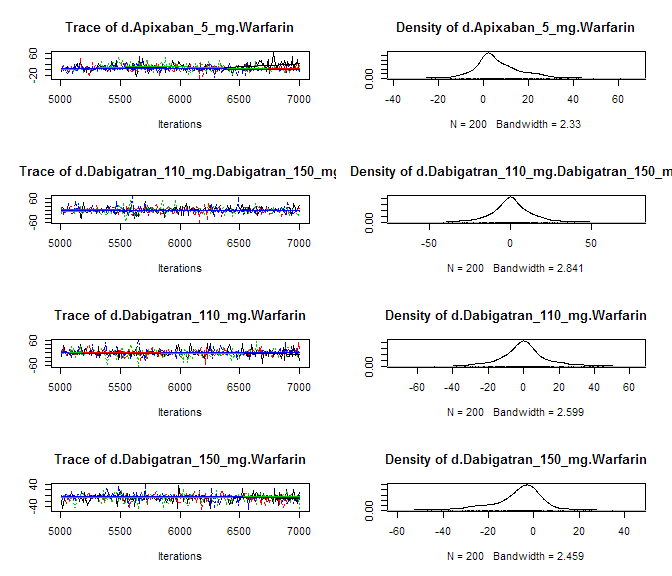 Trace of d.Apixaban_5_mg.Warfarin
60
-20
5000 5500 6000 6500 7000
Iterations
Density of d.Apixaban_5_mg.Warfarin
0.00
-40 -20 0 20 40 60
N = 200 Bandwidth = 2.33
Trace of d.Dabigatran_110_mg.Dabigatran_150_mg
60
-60
5000 5500 6000 6500 7000
Iterations
Density of d.Dabigatran_110_mg.Dabigatran_150_m
0.00
-50 0 50
N = 200 Bandwidth = 2.841
Trace of d.Dabigatran_110_mg.Warfarin
60
-60
5000 5500 6000 6500 7000
Iterations
Density of d.Dabigatran_110_mg.Warfarin
0.00
-60 -40 -20 0 20 40 60
N = 200 Bandwidth = 2.599
Trace of d.Dabigatran_150_mg.Warfarin
40
-40
5000 5500 6000 6500 7000
Iterations
Density of d.Dabigatran_150_mg.Warfarin
0.00
-60 -40 -20 0 20 40
N = 200 Bandwidth = 2.459